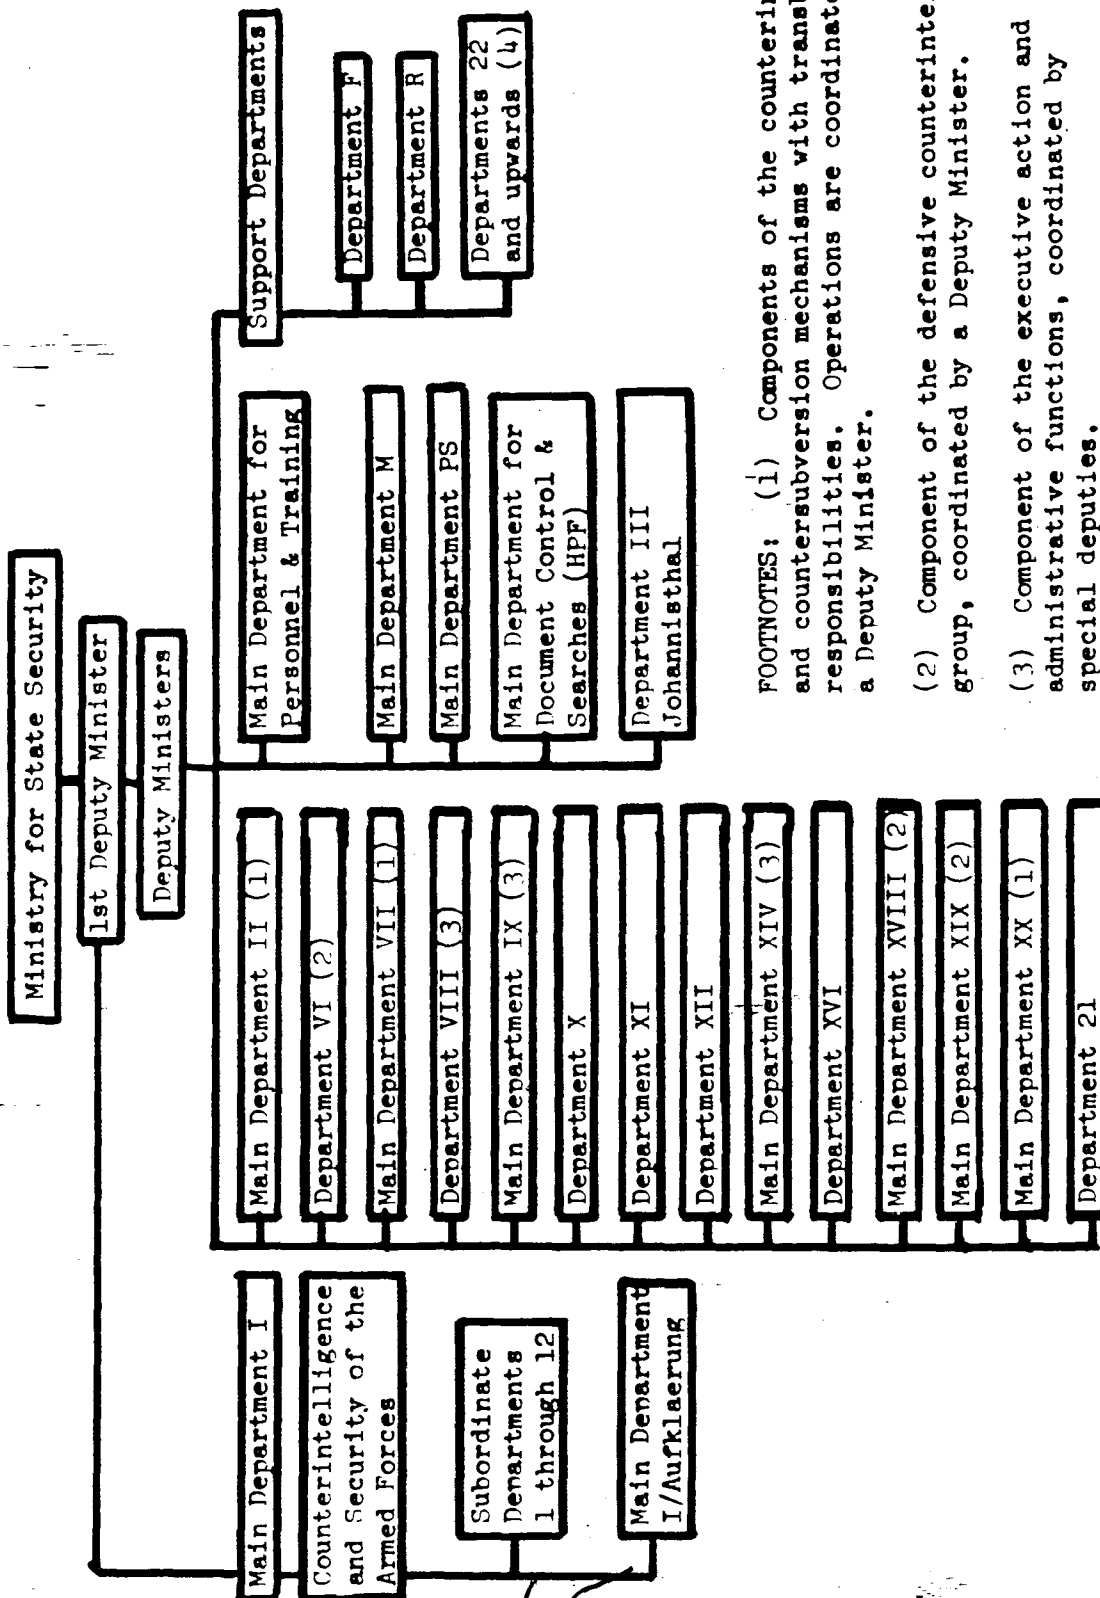 Ministry for State Security
1st Deputy Minister
Deputy Ministers
Main Department I
Counterintelligence
and Security of the
Armed Forces
Subordinate
Denartments
1 through 12
Main Department
I/Aufklaerung
Main Department II (1)
Department VI (2)
Main Department VII (1)
Department VIII (3)
Main Department IX (3)
Department X
Department XI
Department XII
Main Department XIV (3)
Department XVI
Main Department XVIII (2)
Main Department XIX (2)
Main Department XX (1)
Department 21
Main Department for
Personnel & Training
Main Department M
Main Department PS
Main Department for
Document Control &
Searches (HPF)
Department III
Johannisthal
Support Departments
Department F
Department R
Departments 22
and upwards (4)
FOOTNOTES: (1) Components of the
and countersubversion mechanisms with
responsibilities. Operations are
a Deputy Minister.
(2) Component of the defensive
group, coordinated by a Deputy Minister.
(3) Component of the executive action and
administrative functions, coordinated by
special deputies.